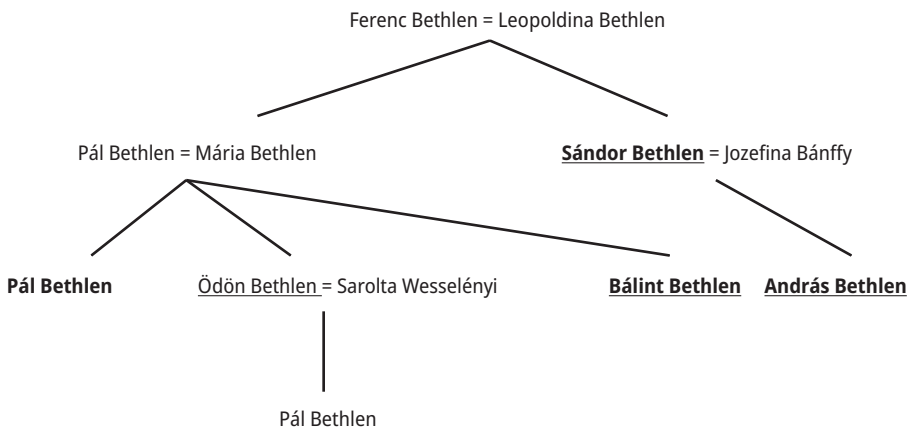 Ferenc Bethlen = Leopoldina Bethlen
Pál Bethlen = Mária Bethlen
Sándor Bethlen = Jozefina Bánffy
Pál Bethlen
Ödön Bethlen = Sarolta Wesselényi
Bálint Bethlen
András Bethlen
Pál Bethlen